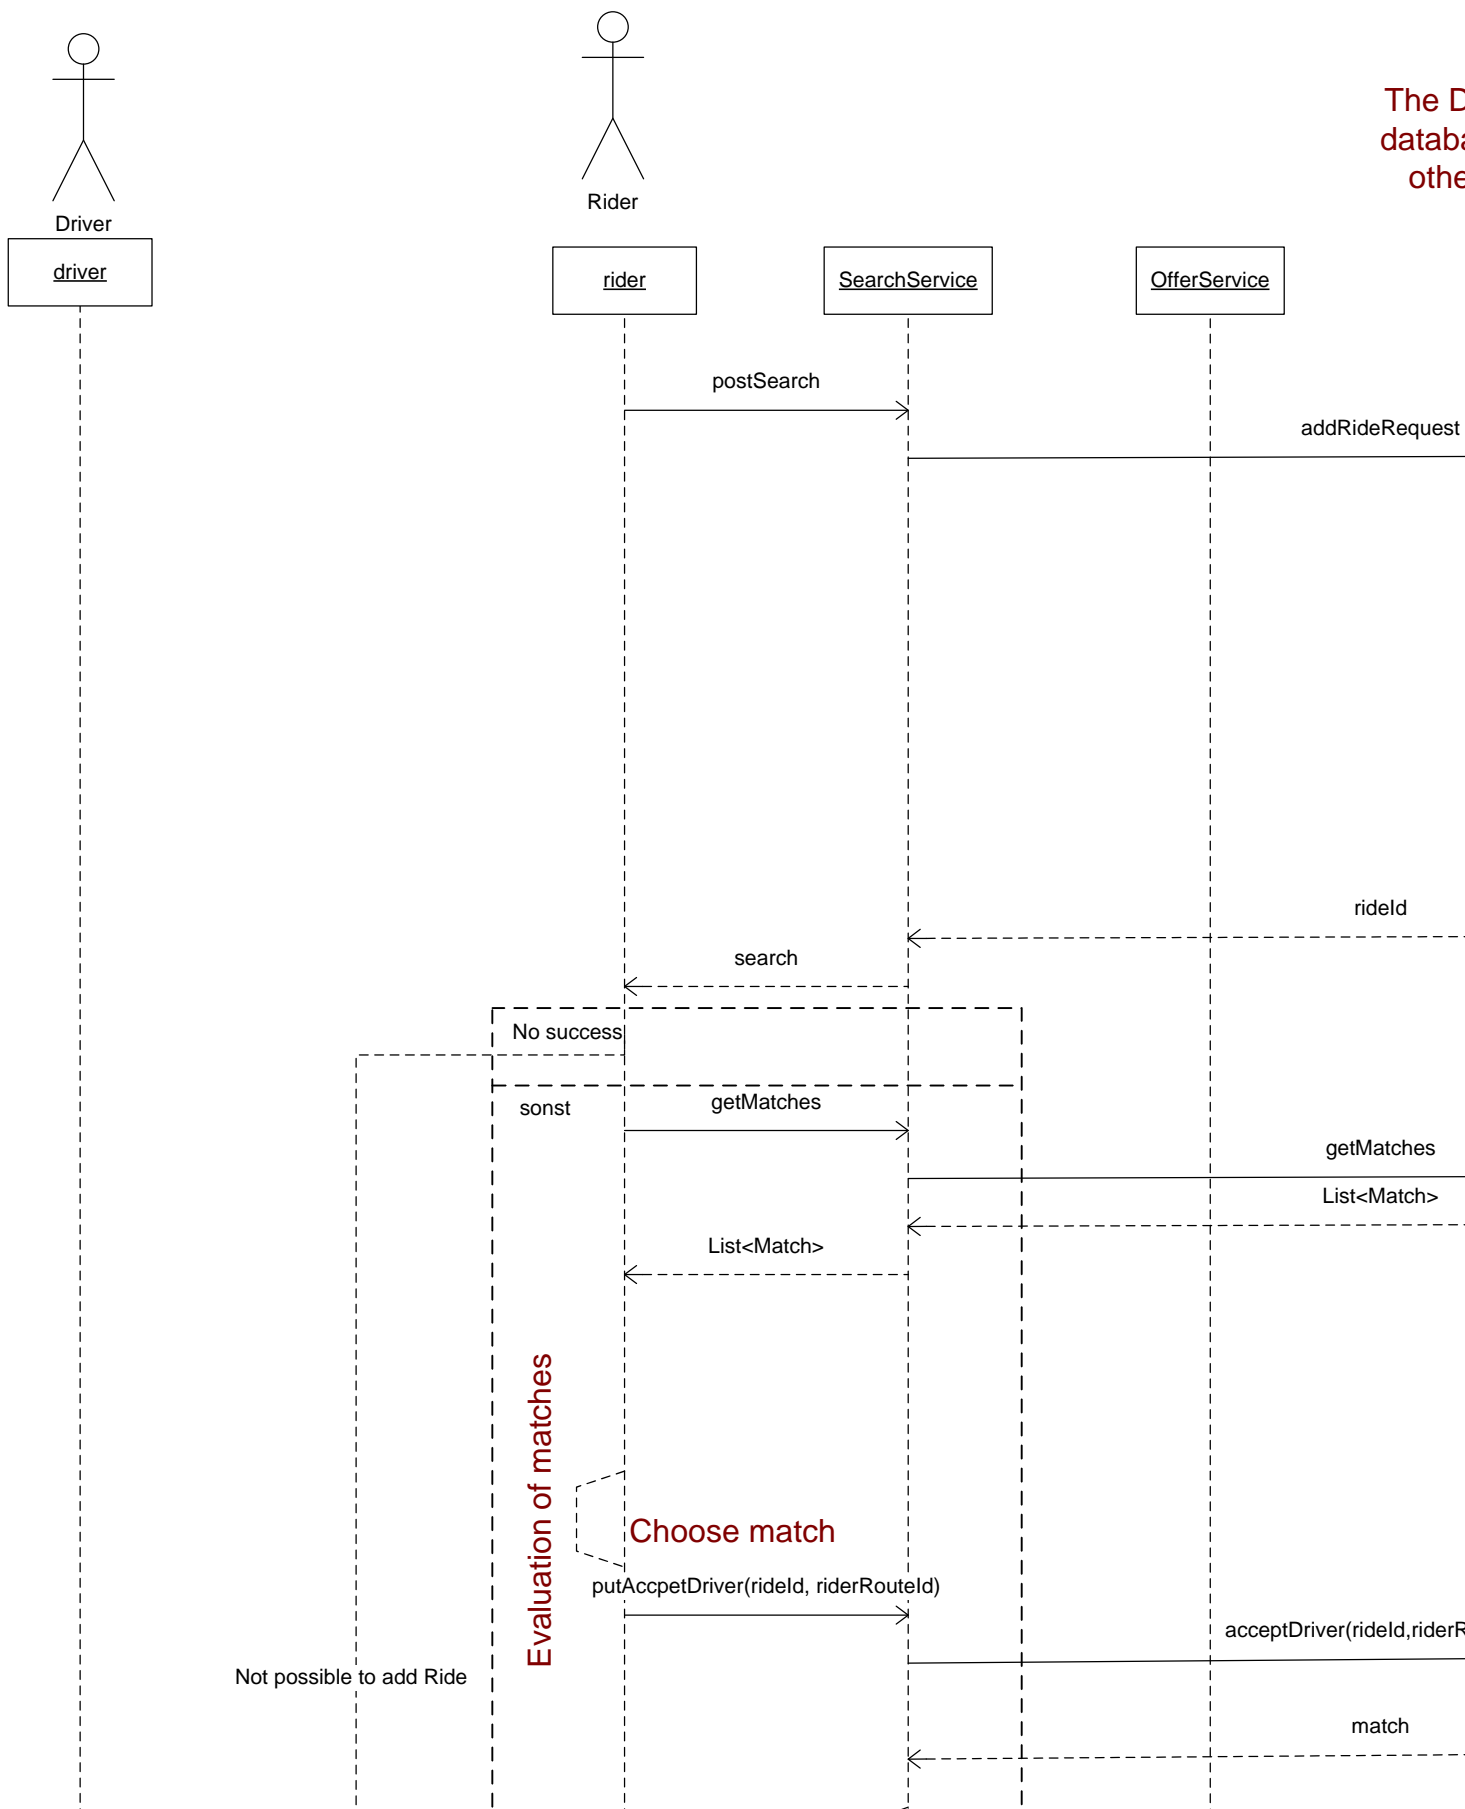 The
databa
othe
Rider
Driver
driver
rider
SearchService
OfferService
postSearch
addRideRequest
rideId
search
No success
getMatches
sonst
getMatches
List<Match>
List<Match>
Evaluation of matches
Choose match
putAccpetDriver(rideId, riderRouteId)
acceptDriver(rideId,riderR
Not possible to add Ride
match